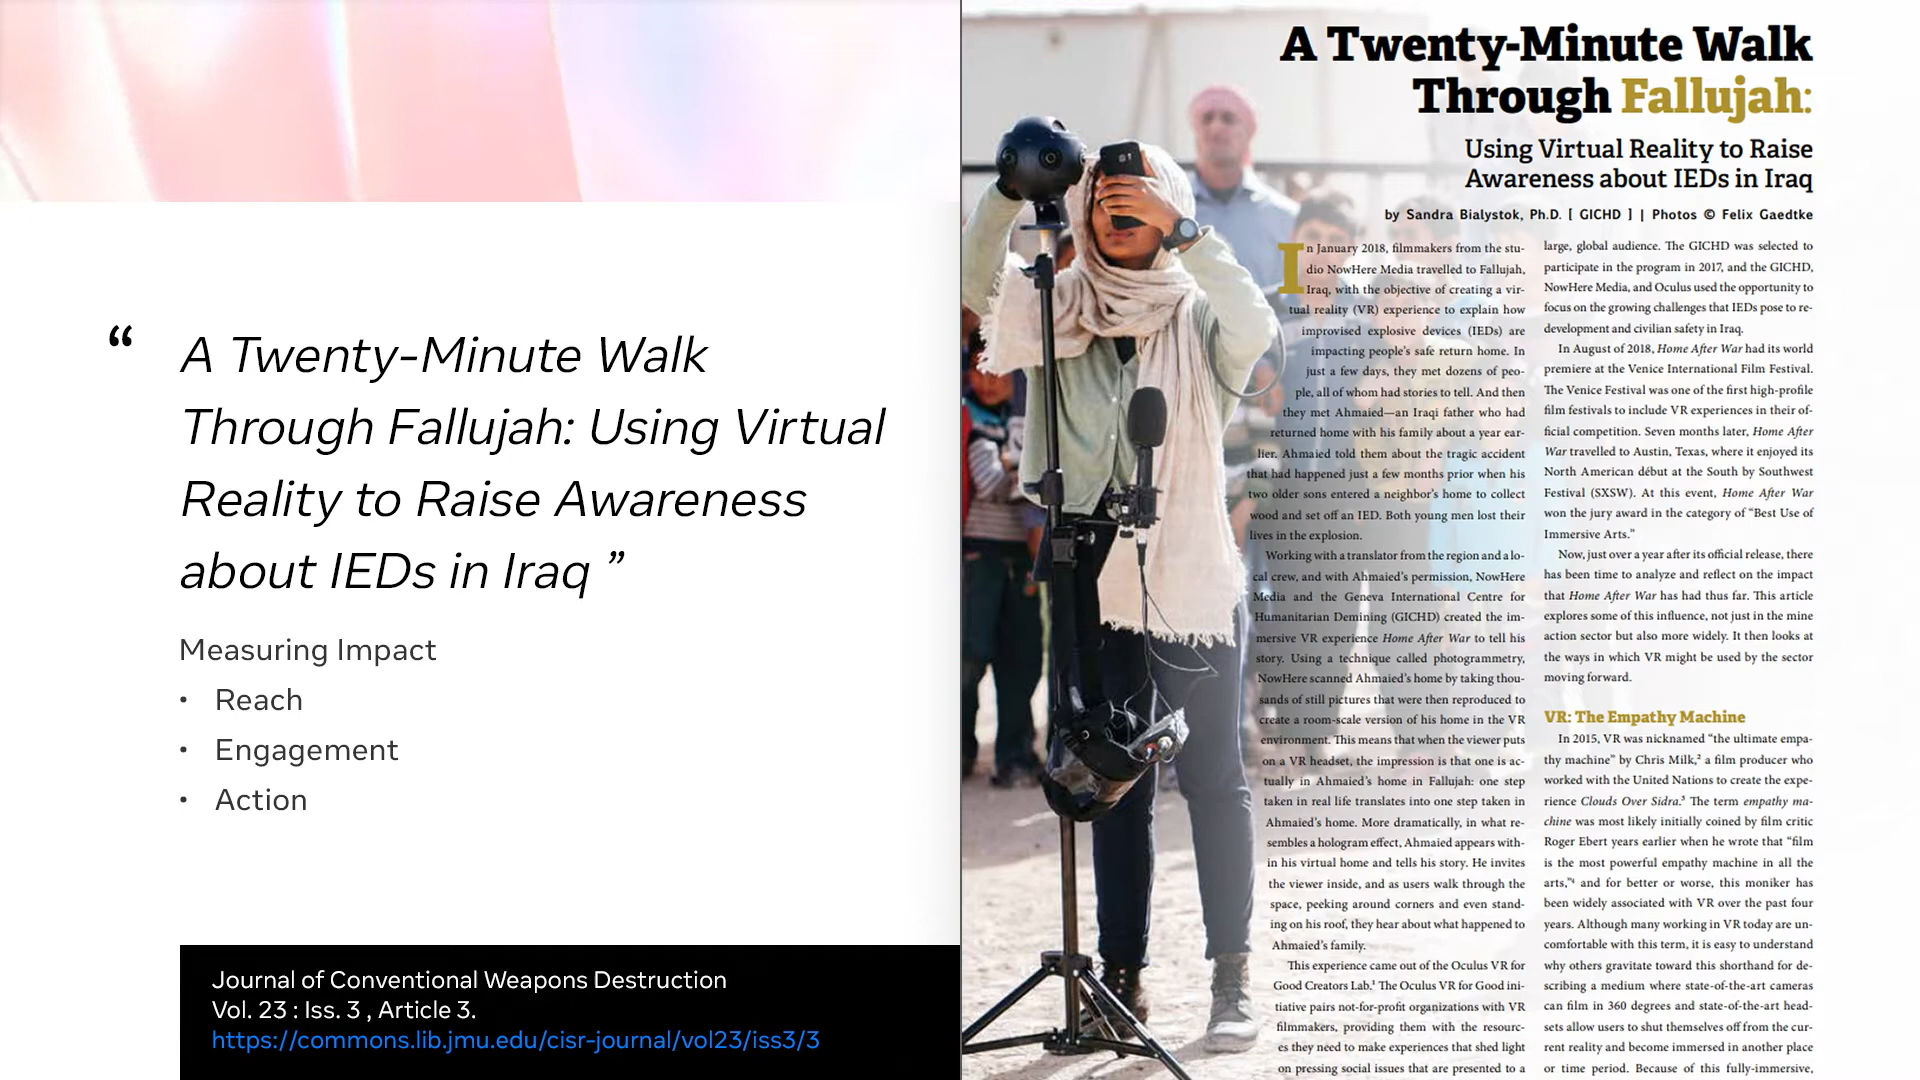 “ A Twenty-Minute Walk
Through Fallujah: Using Virtual
Reality to Raise Awareness
about IEDs in Iraq ”
Measuring Impact
• Reach
• Engagement
• Action
Journal of Conventional Weapons Destruction
Vol. 23 : Iss. 3 , Article 3.
https://commons.lib.jmu.edu/cisr-journal/vol23/iss3/3
A Twenty-Minute Walk
Through Fallujah:
Using Virtual Reality to Raise
Awareness about IEDs in Iraq
by Sandra Bialystok, Ph.D. [ GICHD ] | Photos © Felix Gaedtke
In January 2018, filmmakers from the stu-
dio NowHere Media travelled to Fallujah,
Iraq, with the objective of creating a vir-
tual reality (VR) experience to explain how
improvised explosive devices (IEDs) are
impacting people’s safe return home. In
just a few days, they met dozens of peo-
ple, all of whom had stories to tell. And then
they met Ahmaied—an Iraqi father who had
returned home with his family about a year ear-
lier. Ahmaied told them about the tragic accident
that had happened just a few months prior when his
two older sons entered a neighbor’s home to collect
wood and set off an IED. Both young men lost their
lives in the explosion.
Working with a translator from the region and a lo-
cal crew, and with Ahmaied’s permission, NowHere
Media and the Geneva International Centre for
Humanitarian Demining (GICHD) created the im-
mersive VR experience Home After War to tell his
story. Using a technique called photogrammetry,
NowHere scanned Ahmaied’s home by taking thou-
sands of still pictures that were then reproduced to
create a room-scale version of his home in the VR
environment. This means that when the viewer puts
on a VR headset, the impression is that one is ac-
tually in Ahmaied’s home in Fallujah: one step
taken in real life translates into one step taken in
Ahmaied’s home. More dramatically, in what re-
sembles a hologram effect, Ahmaied appears with-
in his virtual home and tells his story. He invites
the viewer inside, and as users walk through the
space, peeking around corners and even stand-
ing on his roof, they hear about what happened to
Ahmaied’s family.
This experience came out of the Oculus VR for
Good Creators Lab.¹ The Oculus VR for Good ini-
tiative pairs not-for-profit organizations with VR
filmmakers, providing them with the resourc-
es they need to make experiences that shed light
on pressing social issues that are presented to a
large, global audience. The GICHD was selected to
participate in the program in 2017, and the GICHD,
NowHere Media, and Oculus used the opportunity to
focus on the growing challenges that IEDs pose to re-
development and civilian safety in Iraq.
In August of 2018, Home After War had its world
premiere at the Venice International Film Festival.
The Venice Festival was one of the first high-profile
film festivals to include VR experiences in their of-
ficial competition. Seven months later, Home After
War travelled to Austin, Texas, where it enjoyed its
North American début at the South by Southwest
Festival (SXSW). At this event, Home After War
won the jury award in the category of “Best Use of
Immersive Arts.”
Now, just over a year after its official release, there
has been time to analyze and reflect on the impact
that Home After War has had thus far. This article
explores some of this influence, not just in the mine
action sector but also more widely. It then looks at
the ways in which VR might be used by the sector
moving forward.
VR: The Empathy Machine
In 2015, VR was nicknamed “the ultimate empa-
thy machine” by Chris Milk,² a film producer who
worked with the United Nations to create the expe-
rience Clouds Over Sidra.³ The term empathy ma-
chine was most likely initially coined by film critic
Roger Ebert years earlier when he wrote that “film
is the most powerful empathy machine in all the
arts,”⁴ and for better or worse, this moniker has
been widely associated with VR over the past four
years. Although many working in VR today are un-
comfortable with this term, it is easy to understand
why others gravitate toward this shorthand for de-
scribing a medium where state-of-the-art cameras
can film in 360 degrees and state-of-the-art head-
sets allow users to shut themselves off from the cur-
rent reality and become immersed in another place
or time period. Because of this fully-immersive,